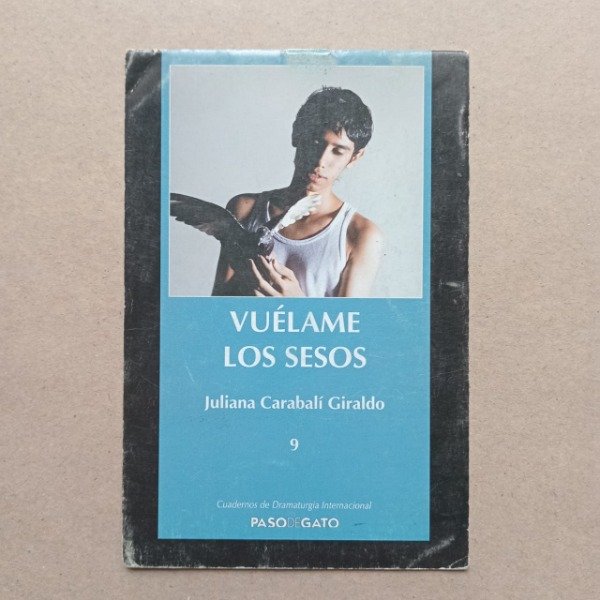 VUÉLAME
LOS SESOS
Juliana Carabalí Giraldo
9
Cuadernos de Dramaturgia Internacional
PASODEGATO